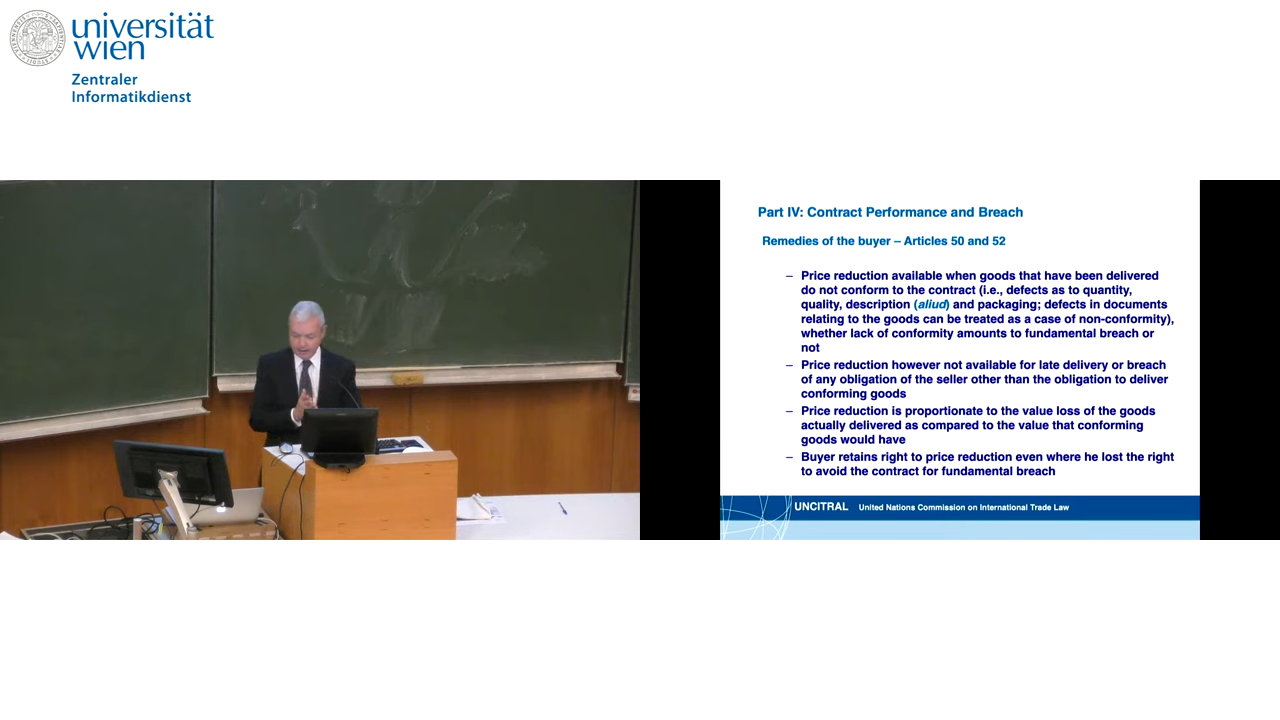 universität
wien
Zentraler
Informatikdienst
Part IV: Contract Performance and Breach
Remedies of the buyer – Articles 50 and 52
– Price reduction available when goods that have been delivered
do not conform to the contract (i.e., defects as to quantity,
quality, description (aliud) and packaging; defects in documents
relating to the goods can be treated as a case of non-conformity),
whether lack of conformity amounts to fundamental breach or
not
– Price reduction however not available for late delivery or breach
of any obligation of the seller other than the obligation to deliver
conforming goods
– Price reduction is proportionate to the value loss of the goods
actually delivered as compared to the value that conforming
goods would have
– Buyer retains right to price reduction even where he lost the right
to avoid the contract for fundamental breach
UNCITRAL United Nations Commission on International Trade Law